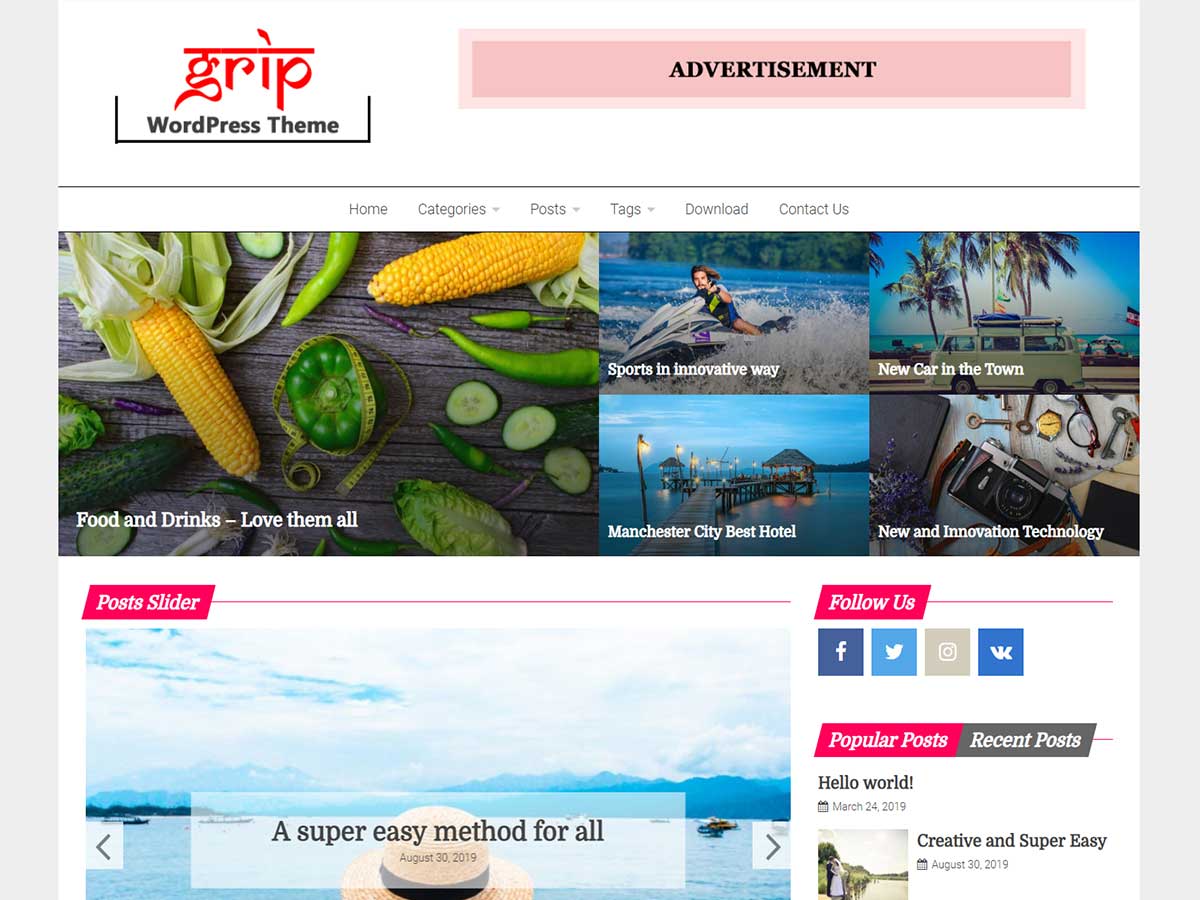 grip
WordPress Theme
ADVERTISEMENT
Home Categories Posts Tags Download Contact Us
Food and Drinks – Love them all
Sports in innovative way
New Car in the Town
Manchester City Best Hotel
New and Innovation Technology
Posts Slider
A super easy method for all
August 30, 2019
Follow Us
Popular Posts Recent Posts
Hello world!
March 24, 2019
Creative and Super Easy
August 30, 2019